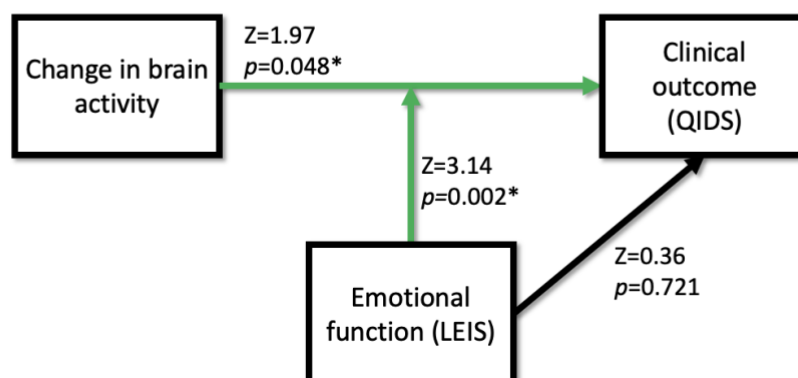 Z=1.97
p=0.048*
Change in brain
activity
Clinical
outcome
(QIDS)
Z=3.14
p=0.002*
Z=0.36
p=0.721
Emotional
function (LEIS)